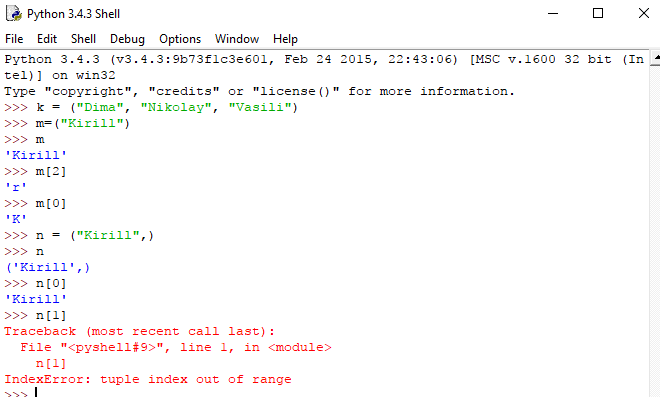 Python 3.4.3 Shell
File Edit Shell Debug Options Window Help
Python 3.4.3 (v3.4.3:9b73f1c3e601, Feb 24 2015, 22:43:06) [MSC v.1600 32 bit (In
tel)] on win32
Type "copyright", "credits" or "license()" for more information.
>>> k = ("Dima", "Nikolay", "Vasili")
>>> m=("Kirill")
>>> m
'Kirill'
>>> m[2]
'r'
>>> m[0]
'K'
>>> n = ("Kirill",)
>>> n
('Kirill',)
>>> n[0]
'Kirill'
>>> n[1]
Traceback (most recent call last):
  File "<pyshell#9>", line 1, in <module>
    n[1]
IndexError: tuple index out of range
>>>